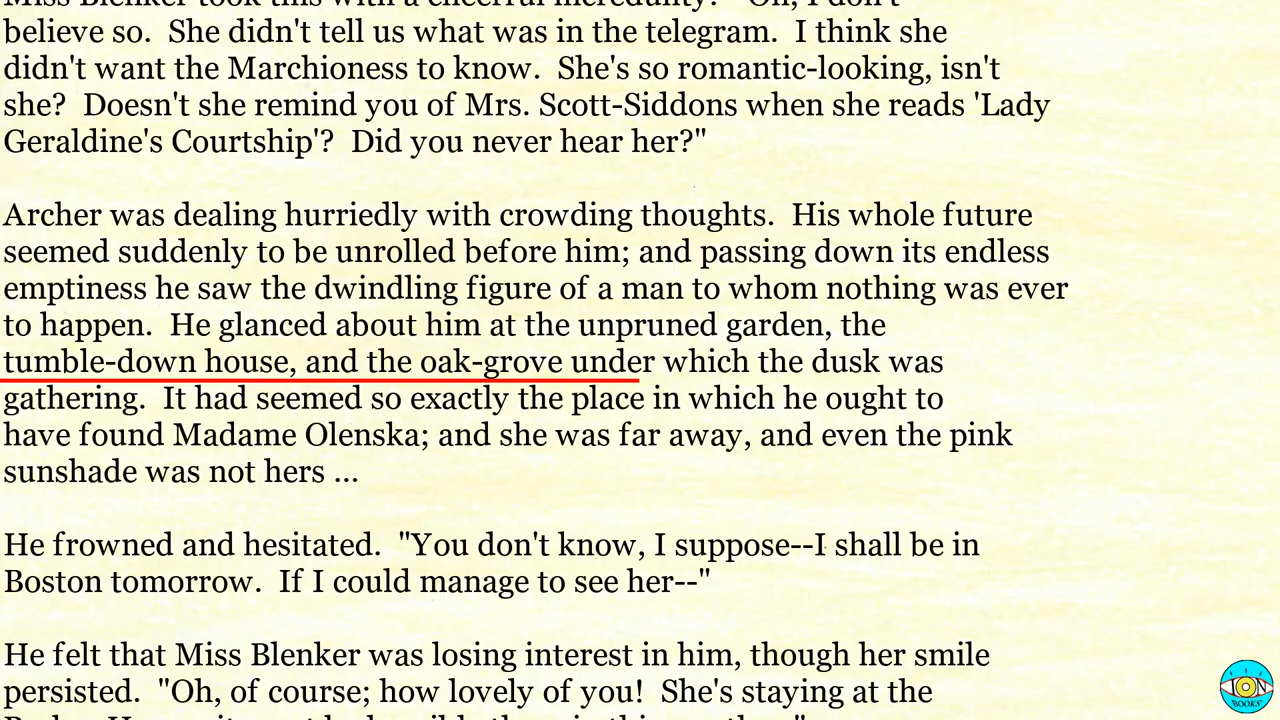 Miss Blenker took this with a cheerful incredulity. "Oh, I don't
believe so.  She didn't tell us what was in the telegram.  I think she
didn't want the Marchioness to know.  She's so romantic-looking, isn't
she?  Doesn't she remind you of Mrs. Scott-Siddons when she reads 'Lady
Geraldine's Courtship'?  Did you never hear her?"
Archer was dealing hurriedly with crowding thoughts.  His whole future
seemed suddenly to be unrolled before him; and passing down its endless
emptiness he saw the dwindling figure of a man to whom nothing was ever
to happen.  He glanced about him at the unpruned garden, the
tumble-down house, and the oak-grove under which the dusk was
gathering.  It had seemed so exactly the place in which he ought to
have found Madame Olenska; and she was far away, and even the pink
sunshade was not hers ...
He frowned and hesitated.  "You don't know, I suppose--I shall be in
Boston tomorrow.  If I could manage to see her--"
He felt that Miss Blenker was losing interest in him, though her smile
persisted.  "Oh, of course; how lovely of you!  She's staying at the
ION
BOOKS